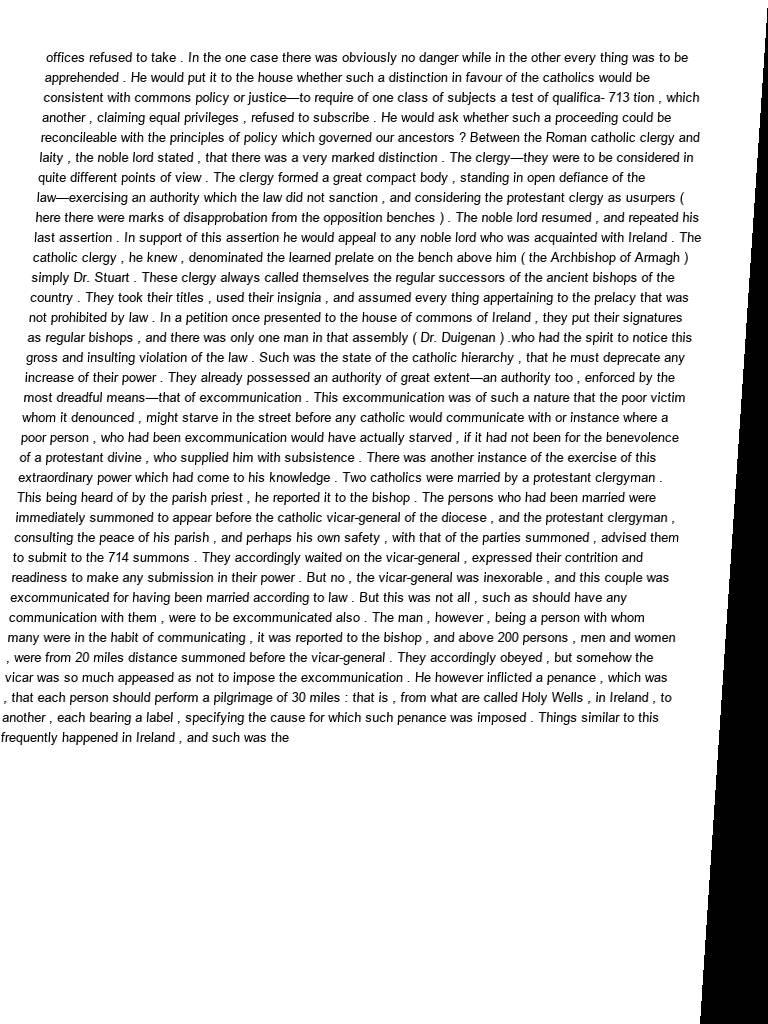 offices refused to take . In the one case there was obviously no danger while in the other every thing was to be
apprehended . He would put it to the house whether such a distinction in favour of the catholics would be
consistent with commons policy or justice—to require of one class of subjects a test of qualifica- 713 tion , which
another , claiming equal privileges , refused to subscribe . He would ask whether such a proceeding could be
reconcileable with the principles of policy which governed our ancestors ? Between the Roman catholic clergy and
laity , the noble lord stated , that there was a very marked distinction . The clergy—they were to be considered in
quite different points of view . The clergy formed a great compact body , standing in open defiance of the
law—exercising an authority which the law did not sanction , and considering the protestant clergy as usurpers (
here there were marks of disapprobation from the opposition benches ) . The noble lord resumed , and repeated his
last assertion . In support of this assertion he would appeal to any noble lord who was acquainted with Ireland . The
catholic clergy , he knew , denominated the learned prelate on the bench above him ( the Archbishop of Armagh )
simply Dr. Stuart . These clergy always called themselves the regular successors of the ancient bishops of the
country . They took their titles , used their insignia , and assumed every thing appertaining to the prelacy that was
not prohibited by law . In a petition once presented to the house of commons of Ireland , they put their signatures
as regular bishops , and there was only one man in that assembly ( Dr. Duigenan ) .who had the spirit to notice this
gross and insulting violation of the law . Such was the state of the catholic hierarchy , that he must deprecate any
increase of their power . They already possessed an authority of great extent—an authority too , enforced by the
most dreadful means—that of excommunication . This excommunication was of such a nature that the poor victim
whom it denounced , might starve in the street before any catholic would communicate with or instance where a
poor person , who had been excommunication would have actually starved , if it had not been for the benevolence
of a protestant divine , who supplied him with subsistence . There was another instance of the exercise of this
extraordinary power which had come to his knowledge . Two catholics were married by a protestant clergyman .
This being heard of by the parish priest , he reported it to the bishop . The persons who had been married were
immediately summoned to appear before the catholic vicar-general of the diocese , and the protestant clergyman ,
consulting the peace of his parish , and perhaps his own safety , with that of the parties summoned , advised them
to submit to the 714 summons . They accordingly waited on the vicar-general , expressed their contrition and
readiness to make any submission in their power . But no , the vicar-general was inexorable , and this couple was
excommunicated for having been married according to law . But this was not all , such as should have any
communication with them , were to be excommunicated also . The man , however , being a person with whom
many were in the habit of communicating , it was reported to the bishop , and above 200 persons , men and women
, were from 20 miles distance summoned before the vicar-general . They accordingly obeyed , but somehow the
vicar was so much appeased as not to impose the excommunication . He however inflicted a penance , which was
, that each person should perform a pilgrimage of 30 miles : that is , from what are called Holy Wells , in Ireland , to
another , each bearing a label , specifying the cause for which such penance was imposed . Things similar to this
frequently happened in Ireland , and such was the